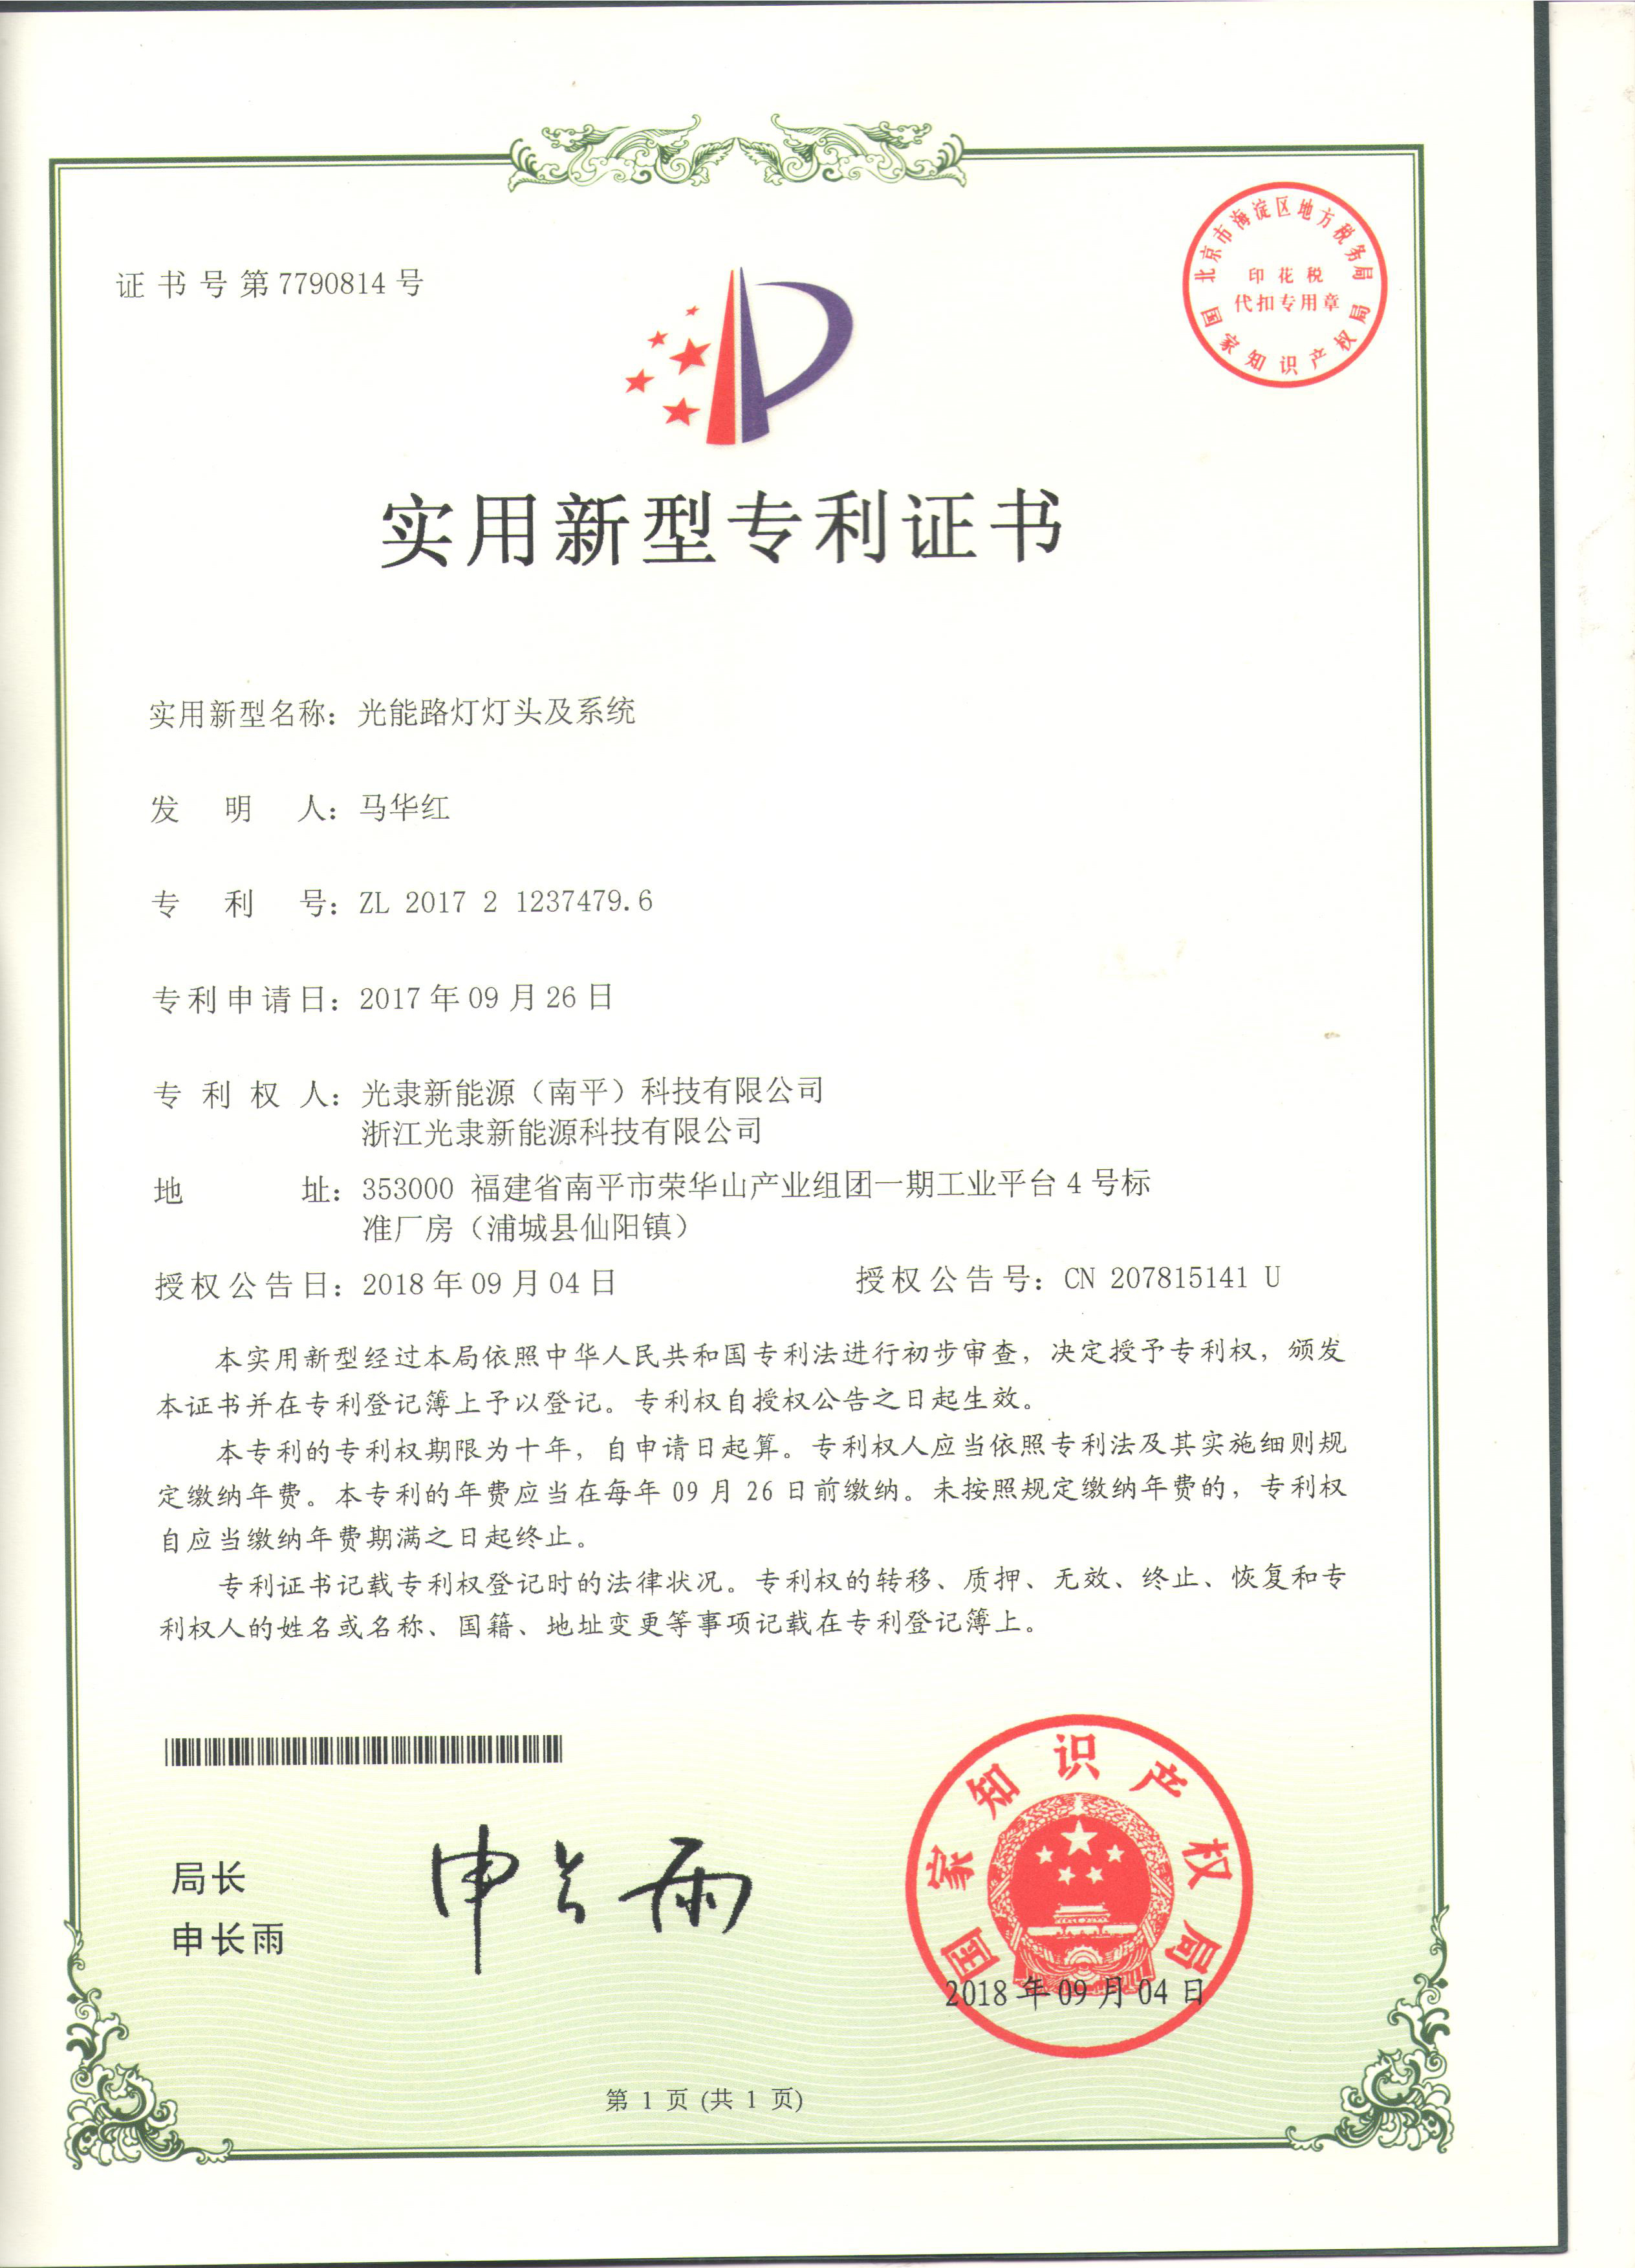 证书号第7790814号
北京市海淀区地方税务局
印花税
代扣专用章
国家知识产权局
实用新型专利证书
实用新型名称：光能路灯灯头及系统
发明人：马华红
专利号：ZL 2017 2 1237479.6
专利申请日：2017年09月26日
专利权人：光隶新能源（南平）科技有限公司
浙江光隶新能源科技有限公司
地址：353000 福建省南平市荣华山产业组团一期工业平台4号标
准厂房（浦城县仙阳镇）
授权公告日：2018年09月04日 授权公告号：CN 207815141 U
本实用新型经过本局依照中华人民共和国专利法进行初步审查，决定授予专利权，颁发
本证书并在专利登记簿上予以登记。专利权自授权公告之日起生效。
本专利的专利权期限为十年，自申请日起算。专利权人应当依照专利法及其实施细则规
定缴纳年费。本专利的年费应当在每年09月26日前缴纳。未按照规定缴纳年费的，专利权
自应当缴纳年费期满之日起终止。
专利证书记载专利权登记时的法律状况。专利权的转移、质押、无效、终止、恢复和专
利权人的姓名或名称、国籍、地址变更等事项记载在专利登记簿上。
局长
申长雨
申长雨
国家知识产权局
2018年09月04日
第1页(共1页)